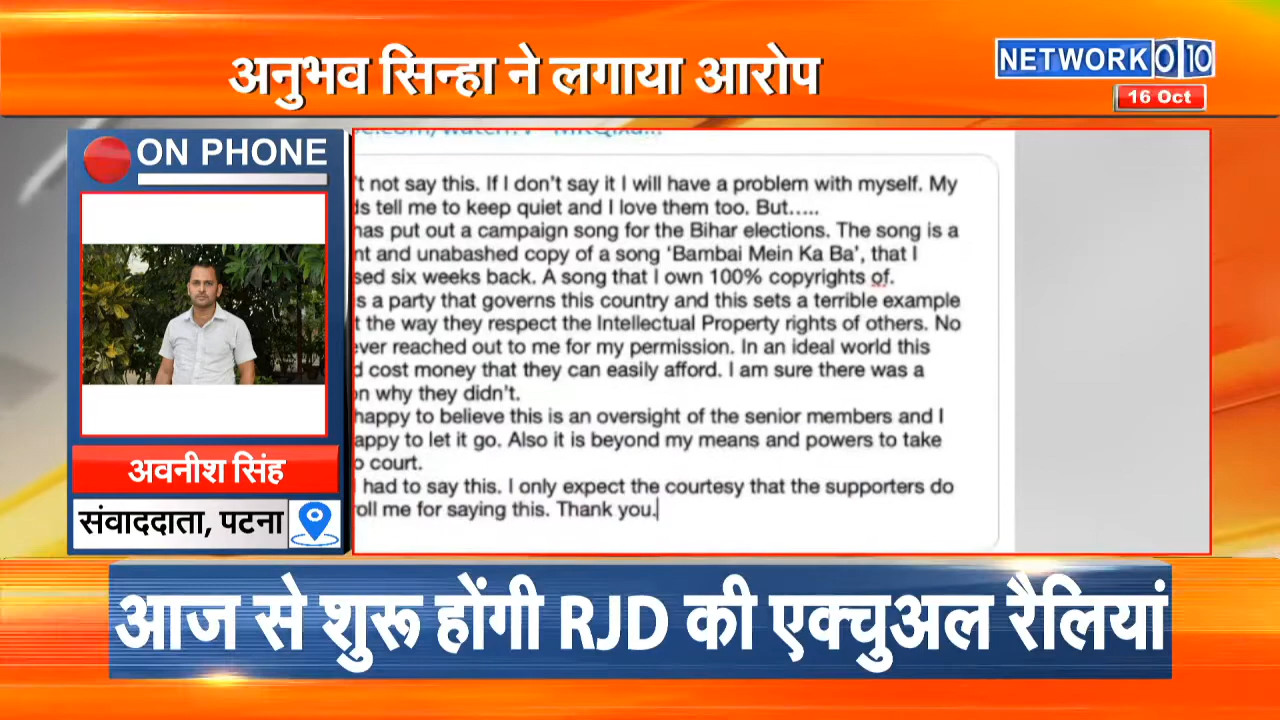 अनुभव सिन्हा ने लगाया आरोप
NETWORK 10
16 Oct
ON PHONE
't not say this. If I don't say it I will have a problem with myself. My
ds tell me to keep quiet and I love them too. But.....
has put out a campaign song for the Bihar elections. The song is a
nt and unabashed copy of a song 'Bambai Mein Ka Ba', that I
sed six weeks back. A song that I own 100% copyrights of.
s a party that governs this country and this sets a terrible example
t the way they respect the Intellectual Property rights of others. No
ever reached out to me for my permission. In an ideal world this
d cost money that they can easily afford. I am sure there was a
on why they didn't.
happy to believe this is an oversight of the senior members and I
appy to let it go. Also it is beyond my means and powers to take
o court.
I had to say this. I only expect the courtesy that the supporters do
roll me for saying this. Thank you.
अवनीश सिंह
संवाददाता, पटना
आज से शुरू होंगी RJD की एक्चुअल रैलियां